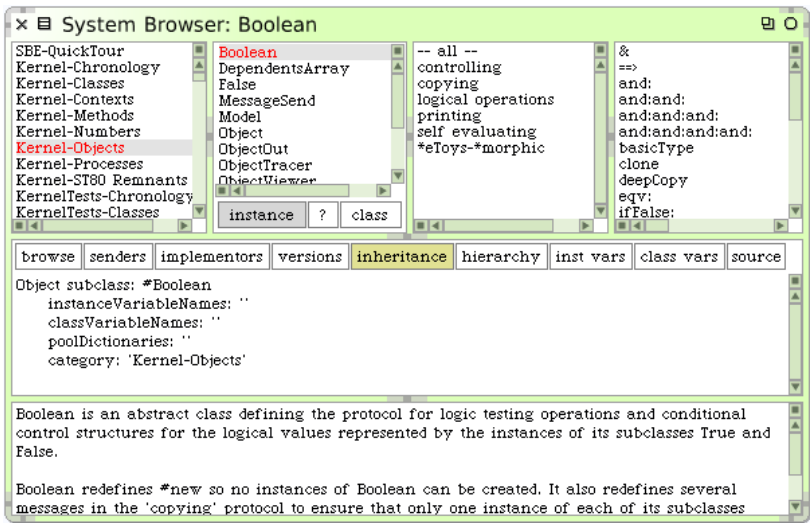 System Browser: Boolean
SBE-QuickTour
Kernel-Chronology
Kernel-Classes
Kernel-Contexts
Kernel-Methods
Kernel-Numbers
Kernel-Objects
Kernel-Processes
Kernel-ST80 Remnants
KernelTests-Chronology
KernelTests-Classes
Boolean
DependentsArray
False
MessageSend
Model
Object
ObjectOut
ObjectTracer
ObjectViewer
instance ? class
-- all --
controlling
copying
logical operations
printing
self evaluating
*eToys-*morphic
&
==>
and:
and:and:
and:and:and:
and:and:and:and:
basicType
clone
deepCopy
eqv:
ifFalse:
browse senders implementors versions inheritance hierarchy inst vars class vars source
Object subclass: #Boolean
instanceVariableNames: ''
classVariableNames: ''
poolDictionaries: ''
category: 'Kernel-Objects'
Boolean is an abstract class defining the protocol for logic testing operations and conditional
control structures for the logical values represented by the instances of its subclasses True and
False.
Boolean redefines #new so no instances of Boolean can be created. It also redefines several
messages in the 'copying' protocol to ensure that only one instance of each of its subclasses